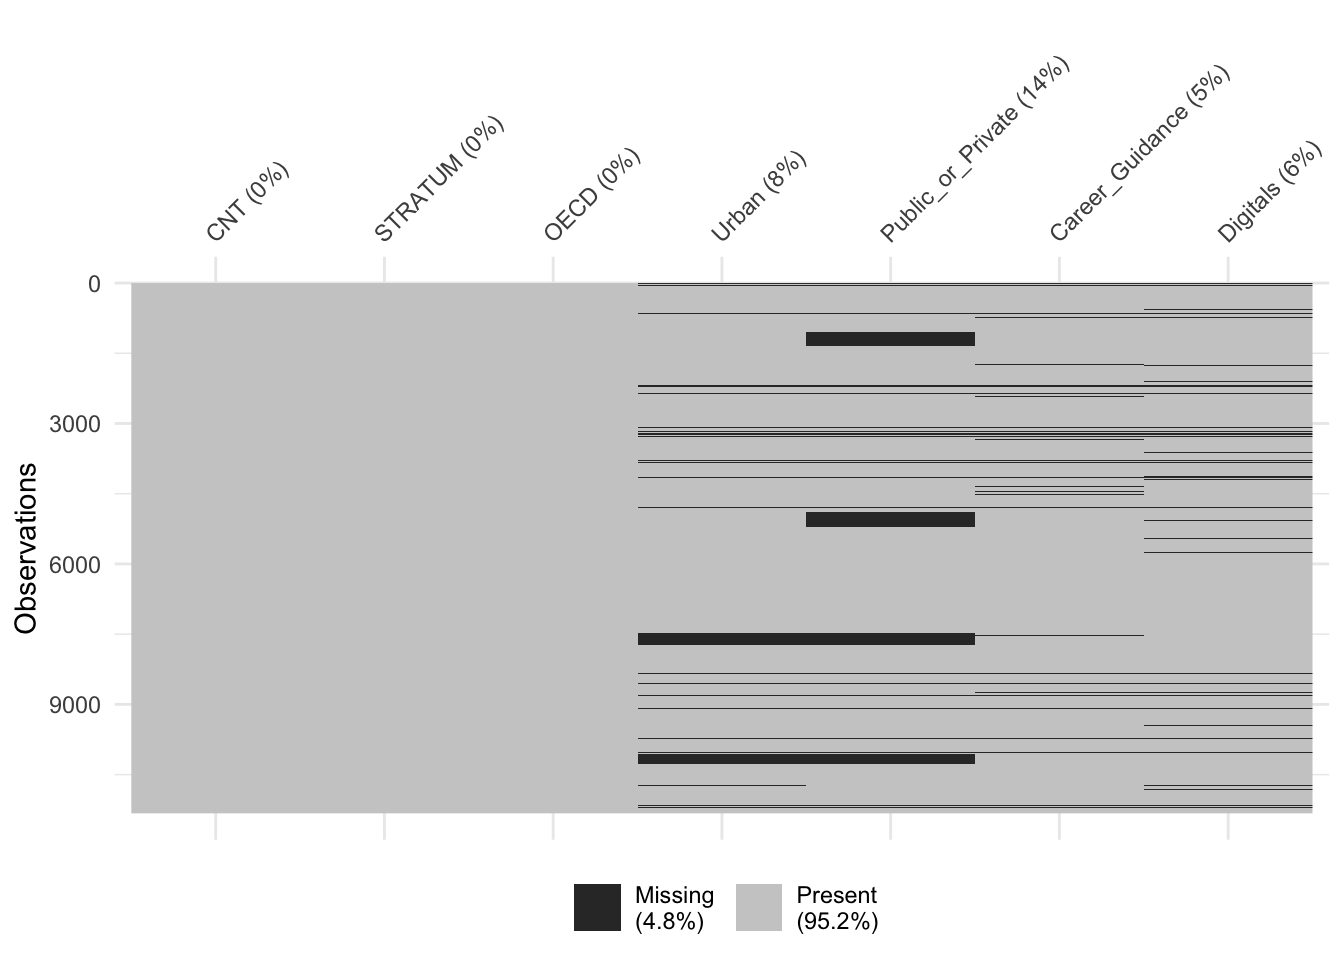 CNT (0%)
STRATUM (0%)
OECD (0%)
Urban (8%)
Public_or_Private (14%)
Career_Guidance (5%)
Digitals (6%)
0
3000
6000
9000
Observations
Missing
(4.8%)
Present
(95.2%)